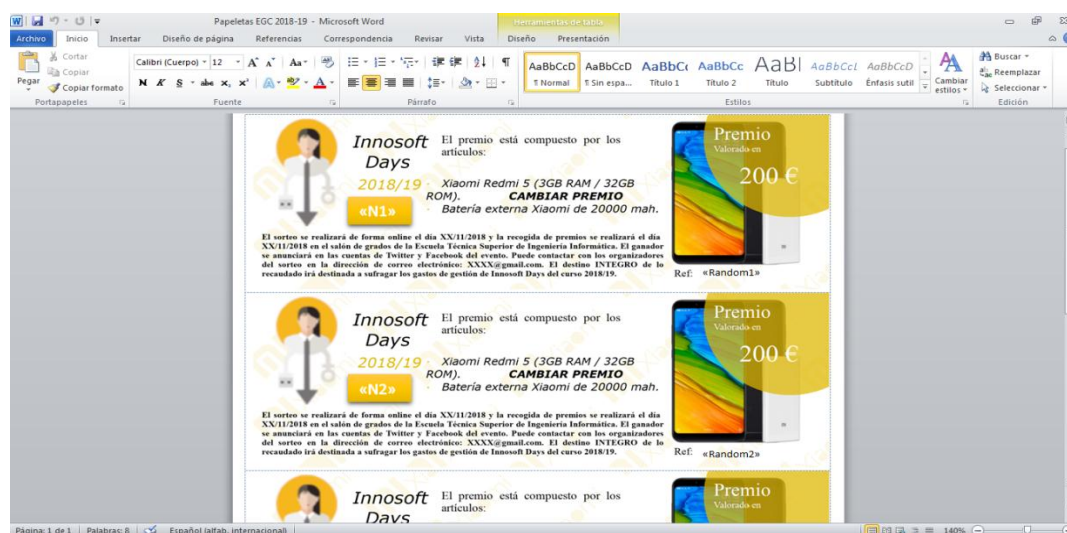 Papeletas EGC 2018-19 - Microsoft Word
Herramientas de tabla
Archivo Inicio Insertar Diseño de página Referencias Correspondencia Revisar Vista Diseño Presentación
Pegar
Cortar
Copiar
Copiar formato
Portapapeles
Calibri (Cuerpo) 12
N K S abc x, x²
Fuente
Párrafo
AaBbCcD AaBbCcD AaBbC AaBbCc AaB AaBbCcL AaBbCcD
¶ Normal ¶ Sin espa... Título 1 Título 2 Título Subtítulo Énfasis sutil
Cambiar estilos
Estilos
Buscar
Reemplazar
Seleccionar
Edición
Innosoft
Days
2018/19
«N1»
El premio está compuesto por los
artículos:
· Xiaomi Redmi 5 (3GB RAM / 32GB
ROM). CAMBIAR PREMIO
· Batería externa Xiaomi de 20000 mah.
Premio
Valorado en
200 €
El sorteo se realizará de forma online el día XX/11/2018 y la recogida de premios se realizará el día
XX/11/2018 en el salón de grados de la Escuela Técnica Superior de Ingeniería Informática. El ganador
se anunciará en las cuentas de Twitter y Facebook del evento. Puede contactar con los organizadores
del sorteo en la dirección de correo electrónico: XXXX@gmail.com. El destino INTEGRO de lo
recaudado irá destinada a sufragar los gastos de gestión de Innosoft Days del curso 2018/19.
Ref: «Random1»
Innosoft
Days
2018/19
«N2»
El premio está compuesto por los
artículos:
· Xiaomi Redmi 5 (3GB RAM / 32GB
ROM). CAMBIAR PREMIO
· Batería externa Xiaomi de 20000 mah.
Premio
Valorado en
200 €
El sorteo se realizará de forma online el día XX/11/2018 y la recogida de premios se realizará el día
XX/11/2018 en el salón de grados de la Escuela Técnica Superior de Ingeniería Informática. El ganador
se anunciará en las cuentas de Twitter y Facebook del evento. Puede contactar con los organizadores
del sorteo en la dirección de correo electrónico: XXXX@gmail.com. El destino INTEGRO de lo
recaudado irá destinada a sufragar los gastos de gestión de Innosoft Days del curso 2018/19.
Ref: «Random2»
Innosoft
Days
El premio está compuesto por los
artículos:
Premio
Valorado en
Página: 1 de 1 Palabras: 8 Español (alfab. internacional) 140%